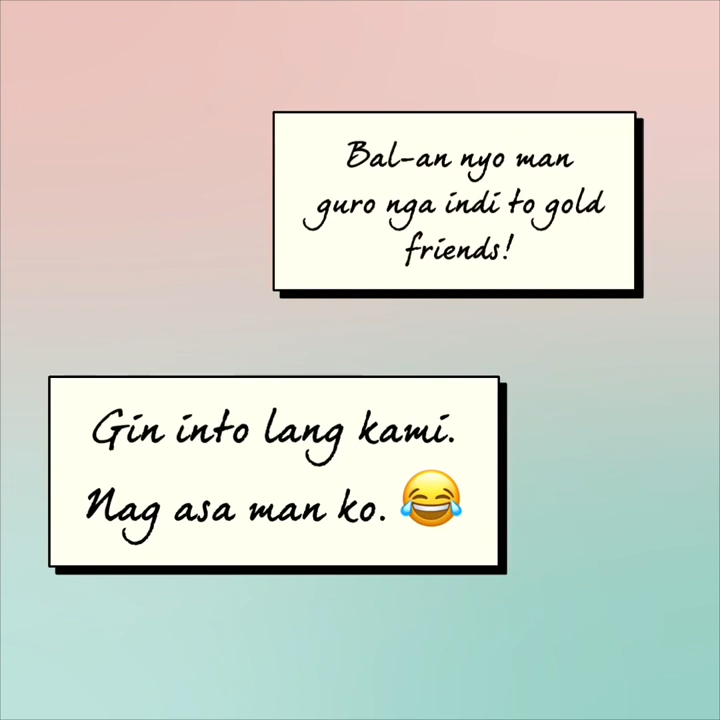 Bal-an nyo man
guro nga indi to gold
friends!
Gin into lang kami.
Nag asa man ko. 😂